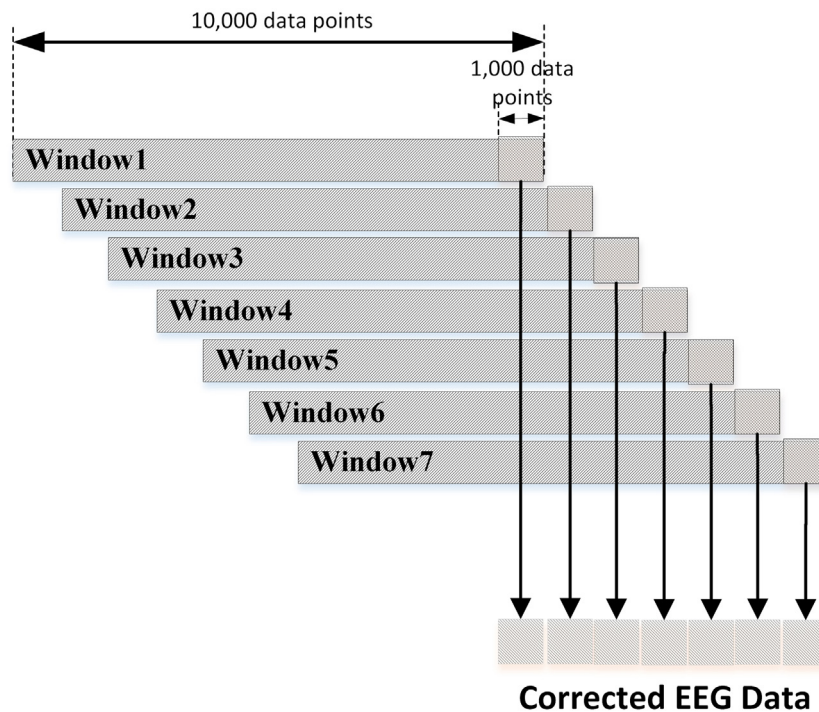 10,000 data points
1,000 data
points
Window1
Window2
Window3
Window4
Window5
Window6
Window7
Corrected EEG Data